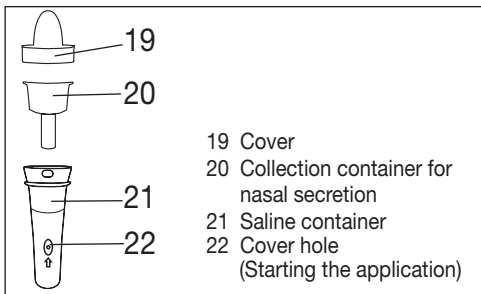 19
20
21
22
19 Cover
20 Collection container for
nasal secretion
21 Saline container
22 Cover hole
(Starting the application)